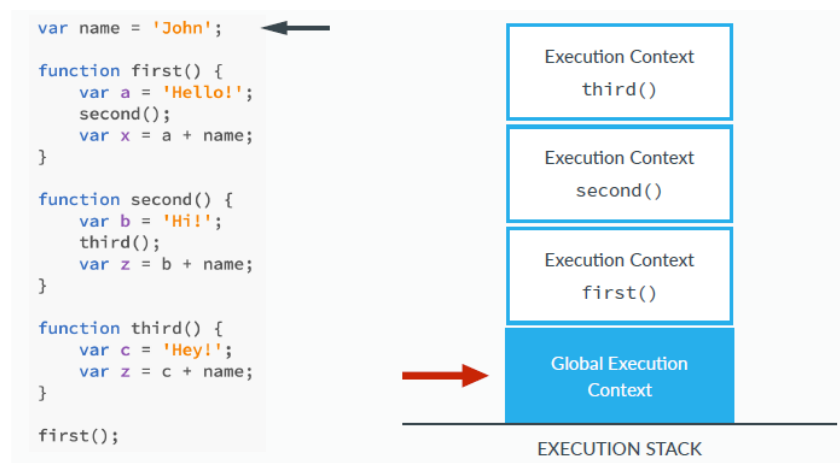 var name = 'John';
function first() {
var a = 'Hello!';
second();
var x = a + name;
}
function second() {
var b = 'Hi!';
third();
var z = b + name;
}
function third() {
var c = 'Hey!';
var z = c + name;
}
first();
Execution Context
third()
Execution Context
second()
Execution Context
first()
Global Execution
Context
EXECUTION STACK